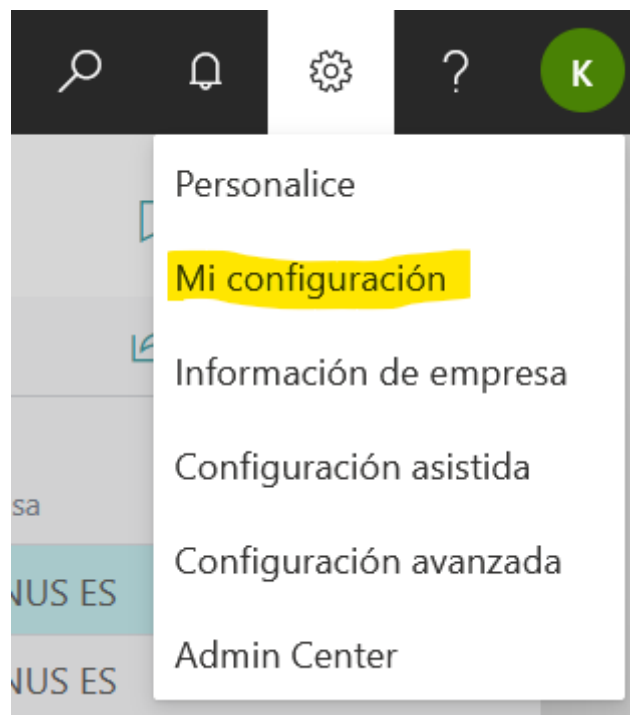 ?
K
Personalice
Mi configuración
Información de empresa
Configuración asistida
sa
Configuración avanzada
NUS ES
Admin Center
NUS ES